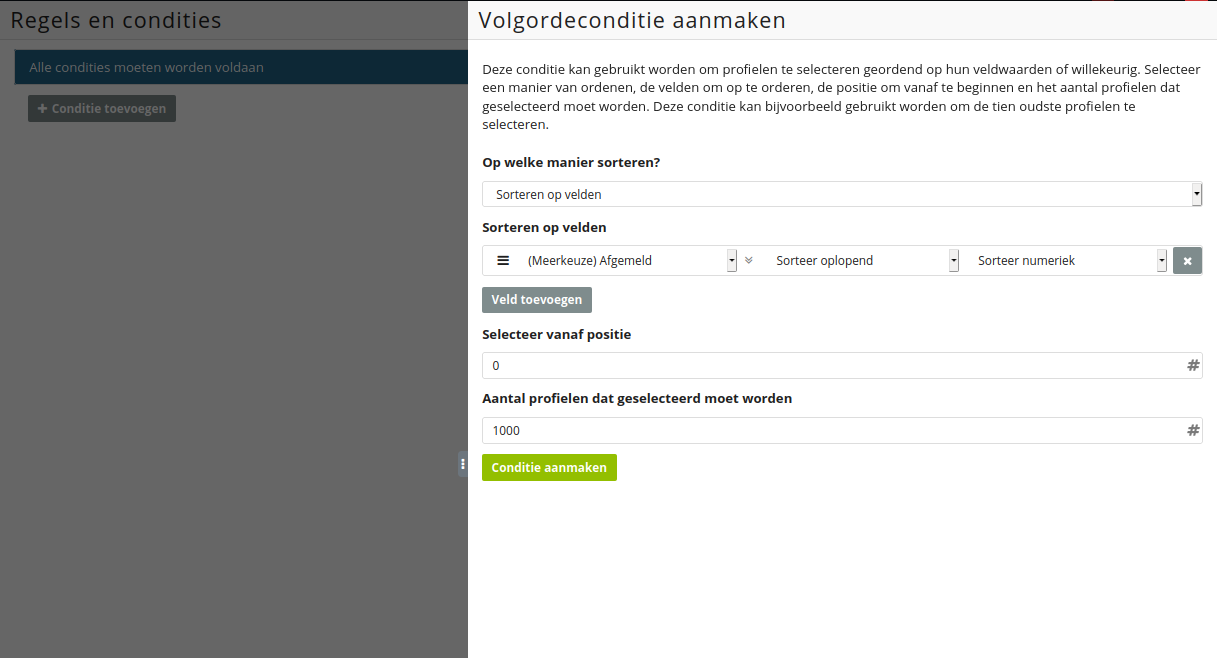 Regels en condities
Alle condities moeten worden voldaan
Conditie toevoegen
Volgordeconditie aanmaken
Deze conditie kan gebruikt worden om profielen te selecteren geordend op hun veldwaarden of willekeurig. Selecteer
een manier van ordenen, de velden om op te orderen, de positie om vanaf te beginnen en het aantal profielen dat
geselecteerd moet worden. Deze conditie kan bijvoorbeeld gebruikt worden om de tien oudste profielen te
selecteren.
Op welke manier sorteren?
Sorteren op velden
Sorteren op velden
(Meerkeuze) Afgemeld Sorteer oplopend Sorteer numeriek
Veld toevoegen
Selecteer vanaf positie
0 #
Aantal profielen dat geselecteerd moet worden
1000 #
Conditie aanmaken